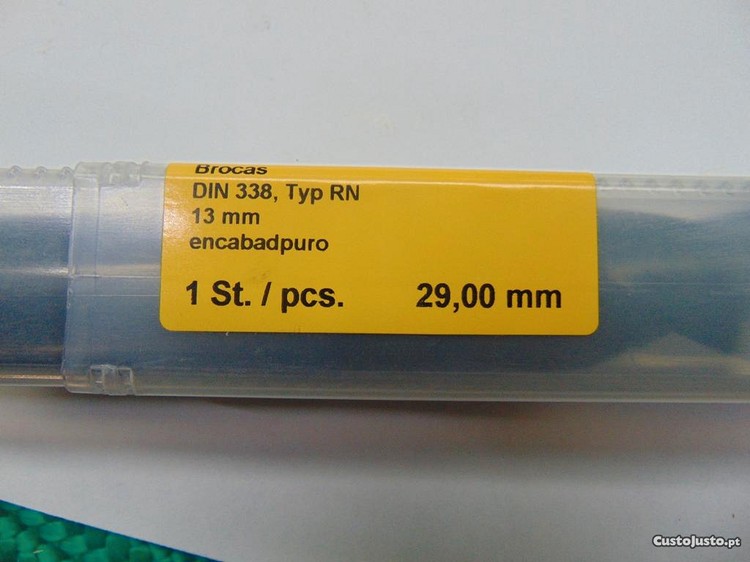 Brocas
DIN 338, Typ RN
13 mm
encabadpuro
1 St. / pcs. 29,00 mm
CustoJusto.pt